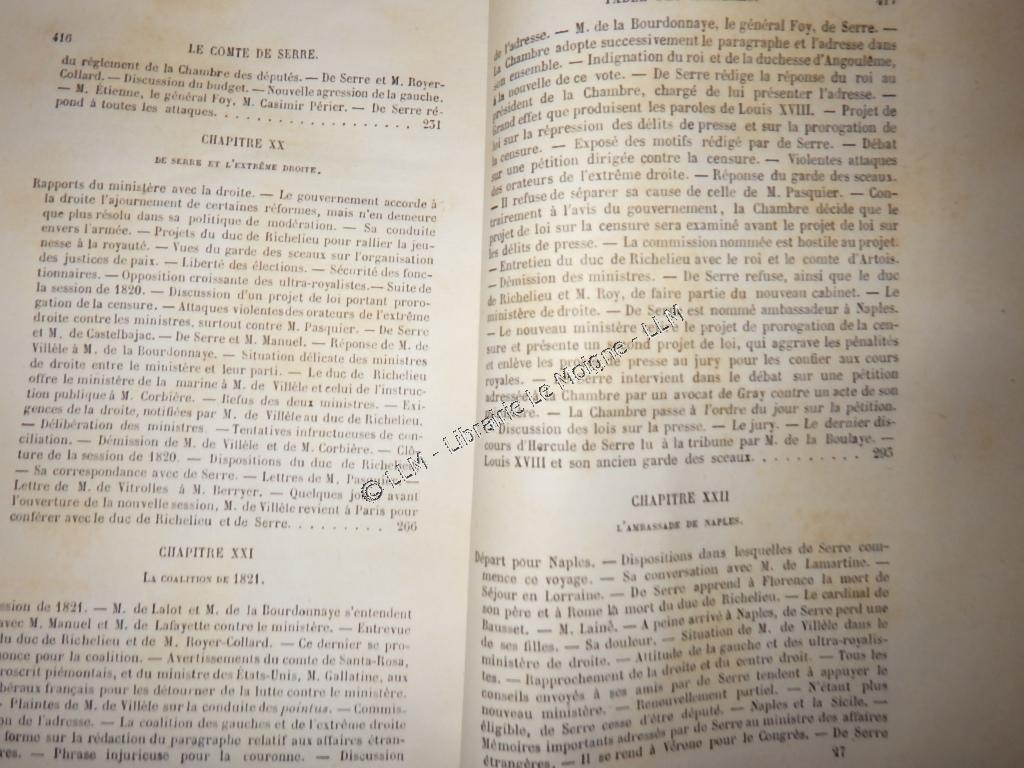 416
LE COMTE DE SERRE.
du règlement de la Chambre des députés. — De Serre et M. Royer-
Collard. — Discussion du budget. — Nouvelle agression de la gauche.
— M. Étienne, le général Foy, M. Casimir Périer. — De Serre ré-
pond à toutes les attaques. . . . . . . . . . . . . . . . . . . 231
CHAPITRE XX
DE SERRE ET L'EXTRÊME DROITE.
Rapports du ministère avec la droite. — Le gouvernement accorde à
la droite l'ajournement de certaines réformes, mais n'en demeure
que plus résolu dans sa politique de modération. — Sa conduite
envers l'armée. — Projets du duc de Richelieu pour rallier la jeu-
nesse à la royauté. — Vues du garde des sceaux sur l'organisation
des justices de paix. — Liberté des élections. — Sécurité des fonc-
tionnaires. — Opposition croissante des ultra-royalistes. — Suite de
la session de 1820. — Discussion d'un projet de loi portant proro-
gation de la censure. — Attaques violentes des orateurs de l'extrême
droite contre les ministres, surtout contre M. Pasquier. — De Serre
et M. de Castelbajac. — De Serre et M. Manuel. — Réponse de M. de
Villèle à M. de la Bourdonnaye. — Situation délicate des ministres
de droite entre le ministère et leur parti. — Le duc de Richelieu
offre le ministère de la marine à M. de Villèle et celui de l'instruc-
tion publique à M. Corbière. — Refus des deux ministres. — Exi-
gences de la droite, notifiées par M. de Villèle au duc de Richelieu.
— Délibération des ministres. — Tentatives infructueuses de con-
ciliation. — Démission de M. de Villèle et de M. Corbière. — Clô-
ture de la session de 1820. — Dispositions du duc de Richelieu.
— Sa correspondance avec de Serre. — Lettres de M. Pasquier. —
Lettre de M. de Vitrolles à M. Berryer. — Quelques jours avant
l'ouverture de la nouvelle session, M. de Villèle revient à Paris pour
conférer avec le duc de Richelieu et de Serre. . . . . . . . . 266
CHAPITRE XXI
LA COALITION DE 1821.
ssion de 1821. — M. de Lalot et M. de la Bourdonnaye s'entendent
avec M. Manuel et M. de Lafayette contre le ministère. — Entrevue
du duc de Richelieu et de M. Royer-Collard. — Ce dernier se pro-
nonce pour la coalition. — Avertissements du comte de Santa-Rosa,
roscrit piémontais, et du ministre des États-Unis, M. Gallatine, aux
béraux français pour les détourner de la lutte contre le ministère.
- Plaintes de M. de Villèle sur la conduite des pointus. — Commis-
on de l'adresse. — La coalition des gauches et de l'extrême droite
forme sur la rédaction du paragraphe relatif aux affaires étran-
res. — Phrase injurieuse pour la couronne. — Discussion
417
de l'adresse. — M. de la Bourdonnaye, le général Foy, de Serre. —
La Chambre adopte successivement le paragraphe et l'adresse dans
son ensemble. — Indignation du roi et de la duchesse d'Angoulême,
à la nouvelle de ce vote. — De Serre rédige la réponse du roi au
président de la Chambre, chargé de lui présenter l'adresse. —
Grand effet que produisent les paroles de Louis XVIII. — Projet de
loi sur la répression des délits de presse et sur la prorogation de
la censure. — Exposé des motifs rédigé par de Serre. — Débat
sur une pétition dirigée contre la censure. — Violentes attaques
des orateurs de l'extrême droite. — Réponse du garde des sceaux.
— Il refuse de séparer sa cause de celle de M. Pasquier. — Con-
trairement à l'avis du gouvernement, la Chambre décide que le
projet de loi sur la censure sera examiné avant le projet de loi sur
les délits de presse. — La commission nommée est hostile au projet.
— Entretien du duc de Richelieu avec le roi et le comte d'Artois.
— Démission des ministres. — De Serre refuse, ainsi que le duc
de Richelieu et M. Roy, de faire partie du nouveau cabinet. — Le
ministère de droite. — De Serre est nommé ambassadeur à Naples.
— Le nouveau ministère retire le projet de prorogation de la cen-
sure et présente un second projet de loi, qui aggrave les pénalités
et enlève les procès de presse au jury pour les confier aux cours
royales. — De Serre intervient dans le débat sur une pétition
adressée à la Chambre par un avocat de Gray contre un acte de son
ministère. — La Chambre passe à l'ordre du jour sur la pétition.
— Discussion des lois sur la presse. — Le jury. — Le dernier dis-
cours d'Hercule de Serre lu à la tribune par M. de la Boulaye. —
Louis XVIII et son ancien garde des sceaux. . . . . . . . . . 295
CHAPITRE XXII
L'AMBASSADE DE NAPLES.
Départ pour Naples. — Dispositions dans lesquelles de Serre com-
mence ce voyage. — Sa conversation avec M. de Lamartine. —
Séjour en Lorraine. — De Serre apprend à Florence la mort de
son père et à Rome la mort du duc de Richelieu. — Le cardinal de
Bausset. — M. Lainé. — A peine arrivé à Naples, de Serre perd une
de ses filles. — Sa douleur. — Situation de M. de Villèle dans le
ministère de droite. — Attitude de la gauche et des ultra-royalis-
tes. — Rapprochement de la droite et du centre droit. — Tous les
conseils envoyés à ses amis par de Serre tendent à appuyer le
nouveau ministère. — Renouvellement partiel. — N'étant plus
éligible, de Serre cesse d'être député. — Naples et la Sicile. —
Mémoires importants adressés par de Serre au ministre des affaires
étrangères. — Il se rend à Vérone pour le Congrès. — De Serre
27
© LLM - Librairie Le Moigne - LLM